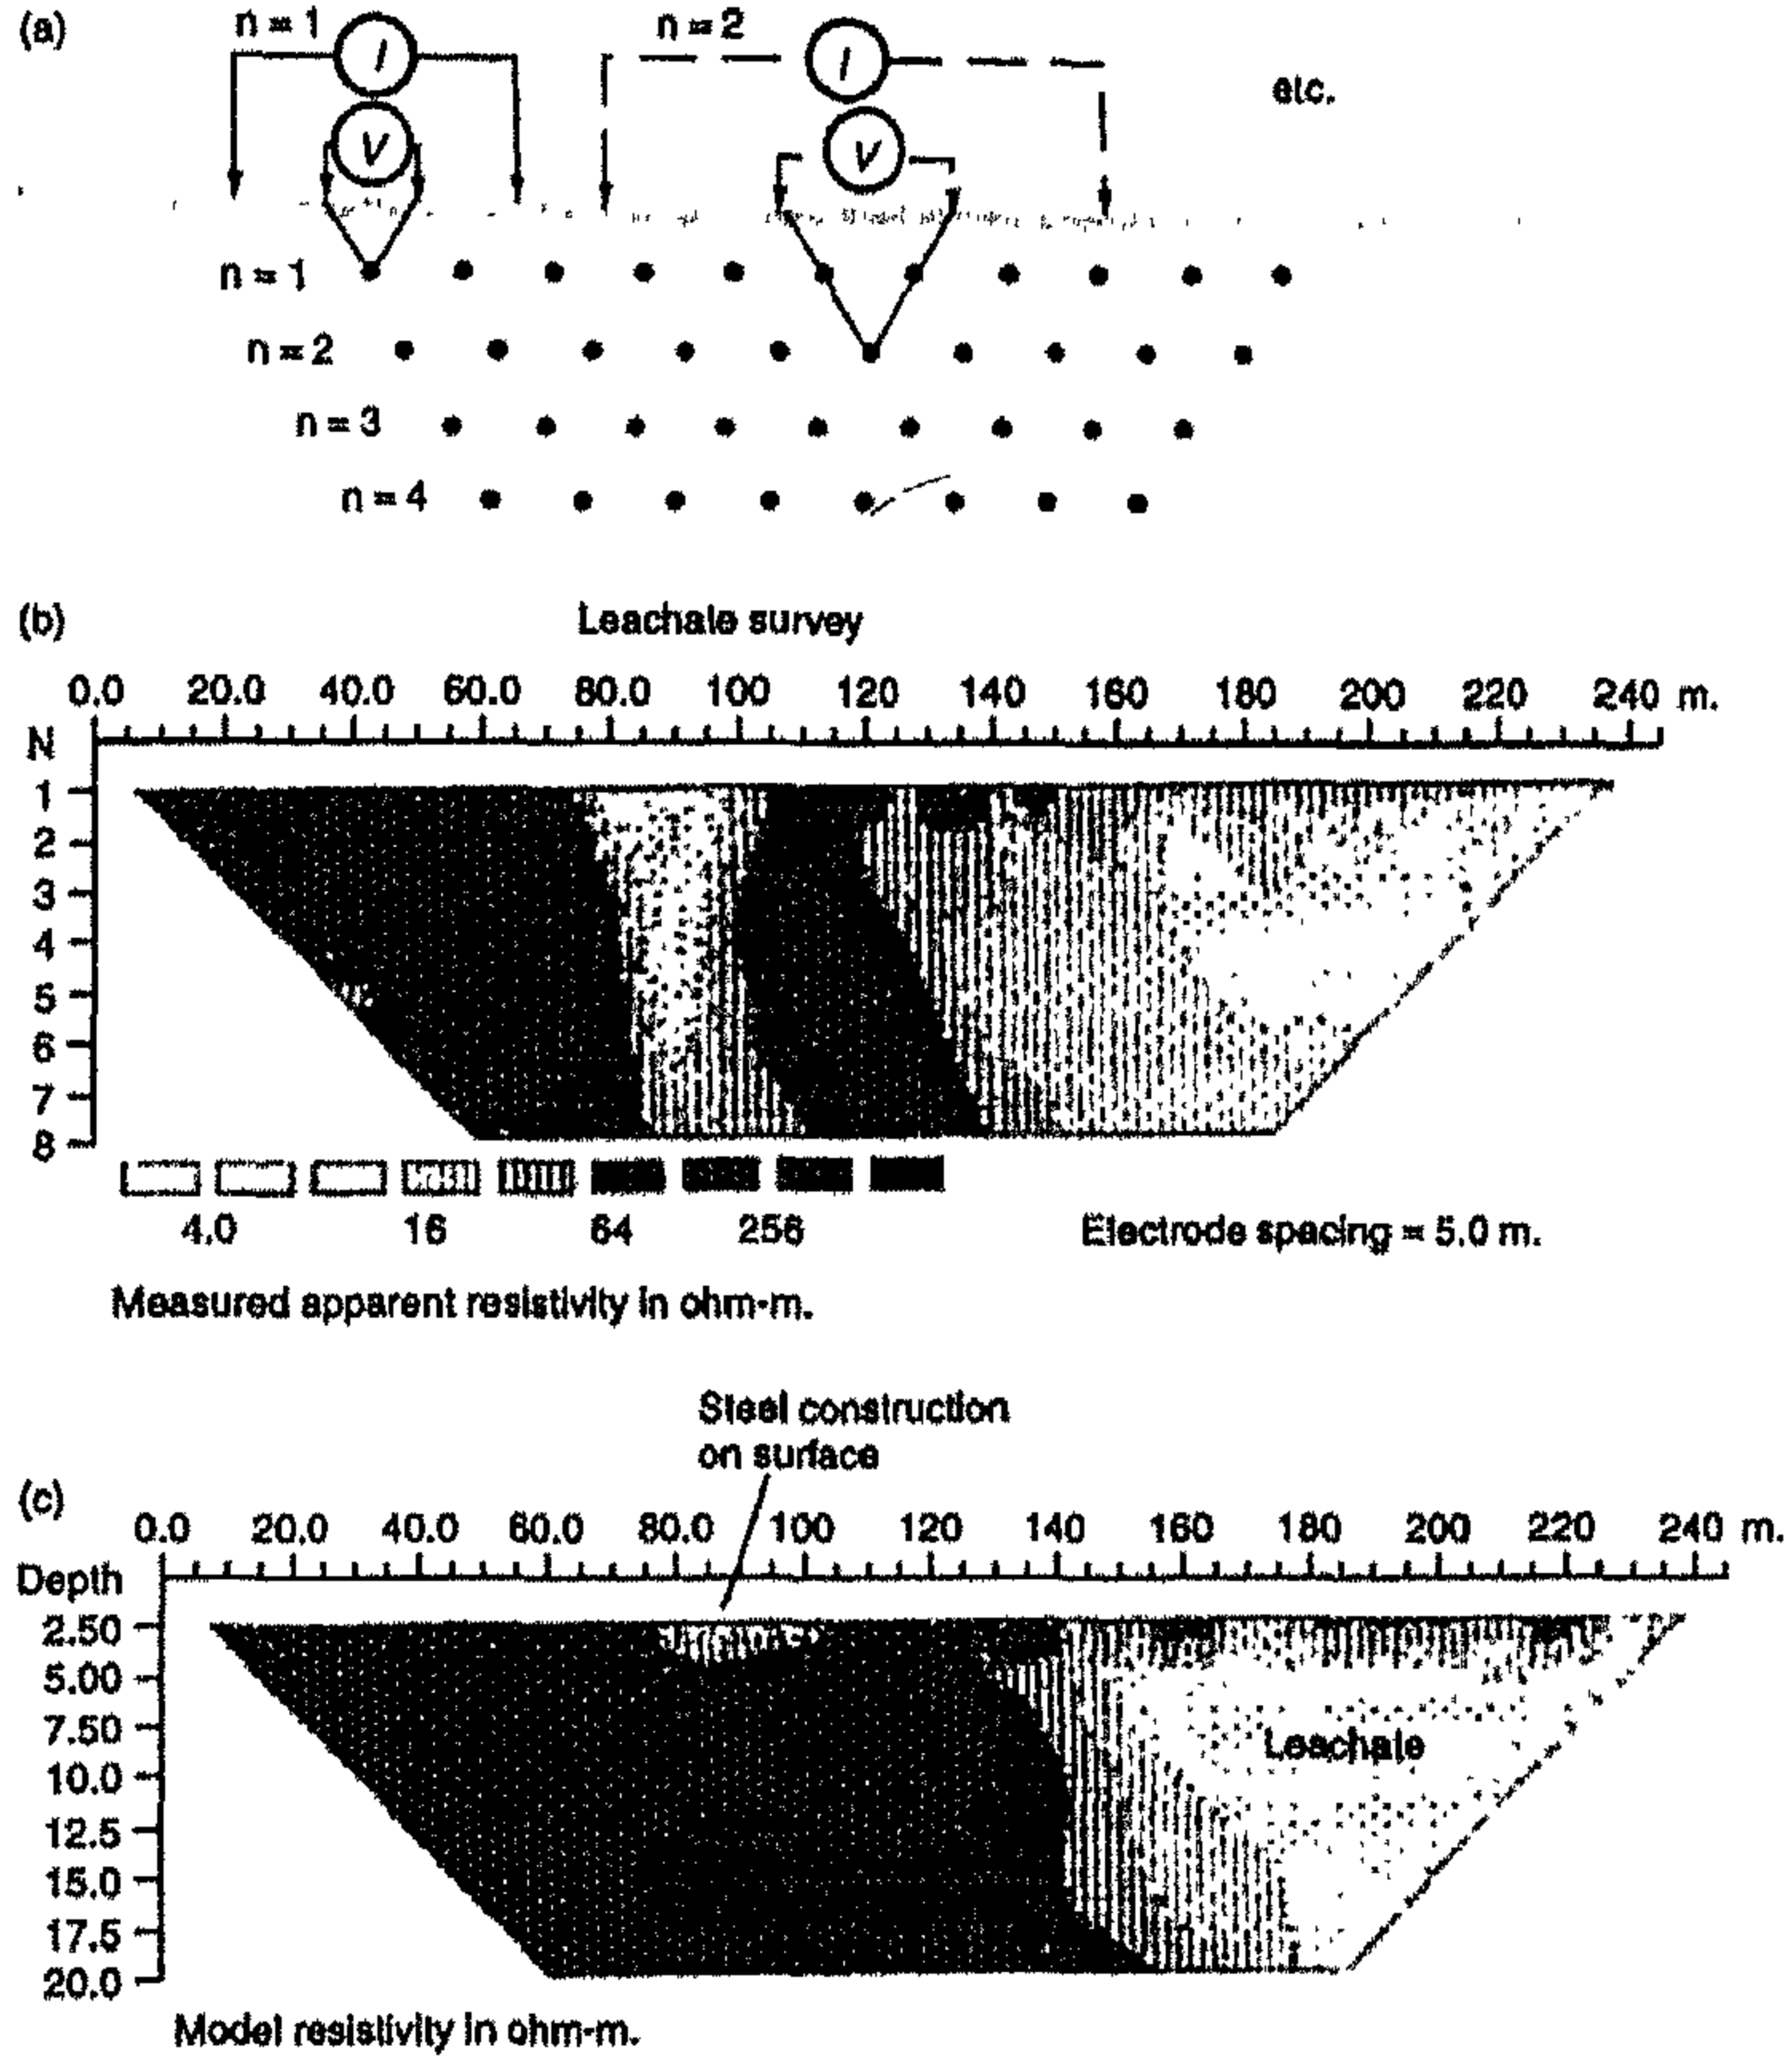 (a)
n = 1
I
V
n = 2
I
V
etc.
n = 1
n = 2
n = 3
n = 4
(b)
Leachale survey
0.0 20.0 40.0 60.0 80.0 100 120 140 160 180 200 220 240 m.
N
1
2
3
4
5
6
7
8
4.0 16 64 256
Electrode spacing = 5.0 m.
Measured apparent resistivity in ohm-m.
Steel construction
on surface
(c)
0.0 20.0 40.0 60.0 80.0 100 120 140 160 180 200 220 240 m.
Depth
2.50
5.00
7.50
Leachale
10.0
12.5
15.0
17.5
20.0
Model resistivity in ohm-m.